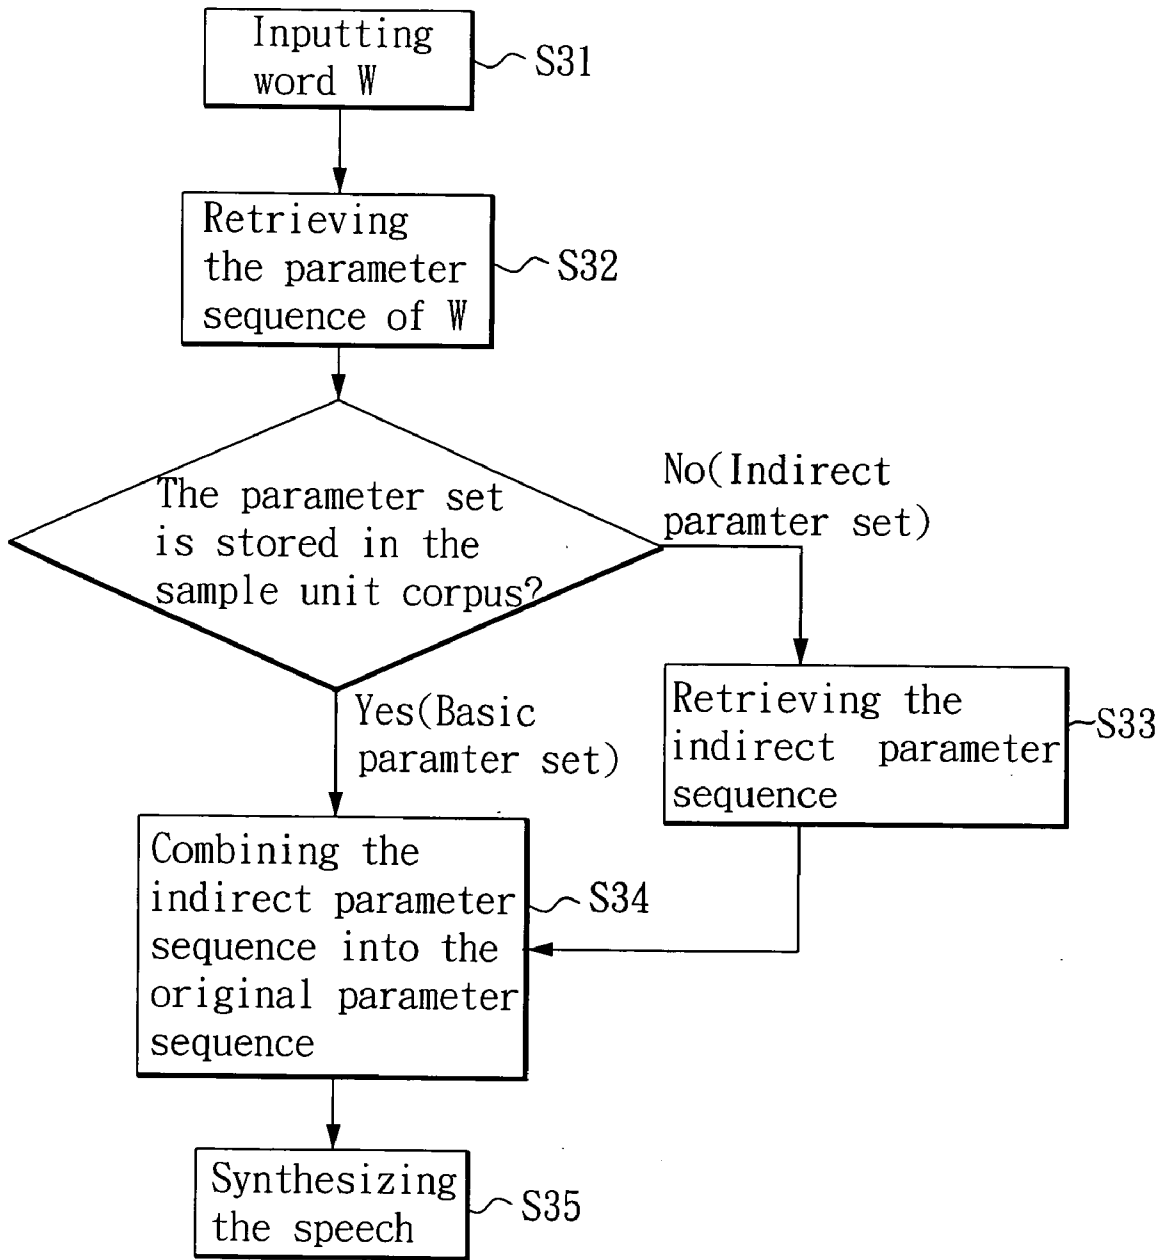 Inputting
word W
S31
Retrieving
the parameter
sequence of W
S32
The parameter set
is stored in the
sample unit corpus?
No(Indirect
paramter set)
Yes(Basic
paramter set)
Retrieving the
indirect parameter
sequence
S33
Combining the
indirect parameter
sequence into the
original parameter
sequence
S34
Synthesizing
the speech
S35